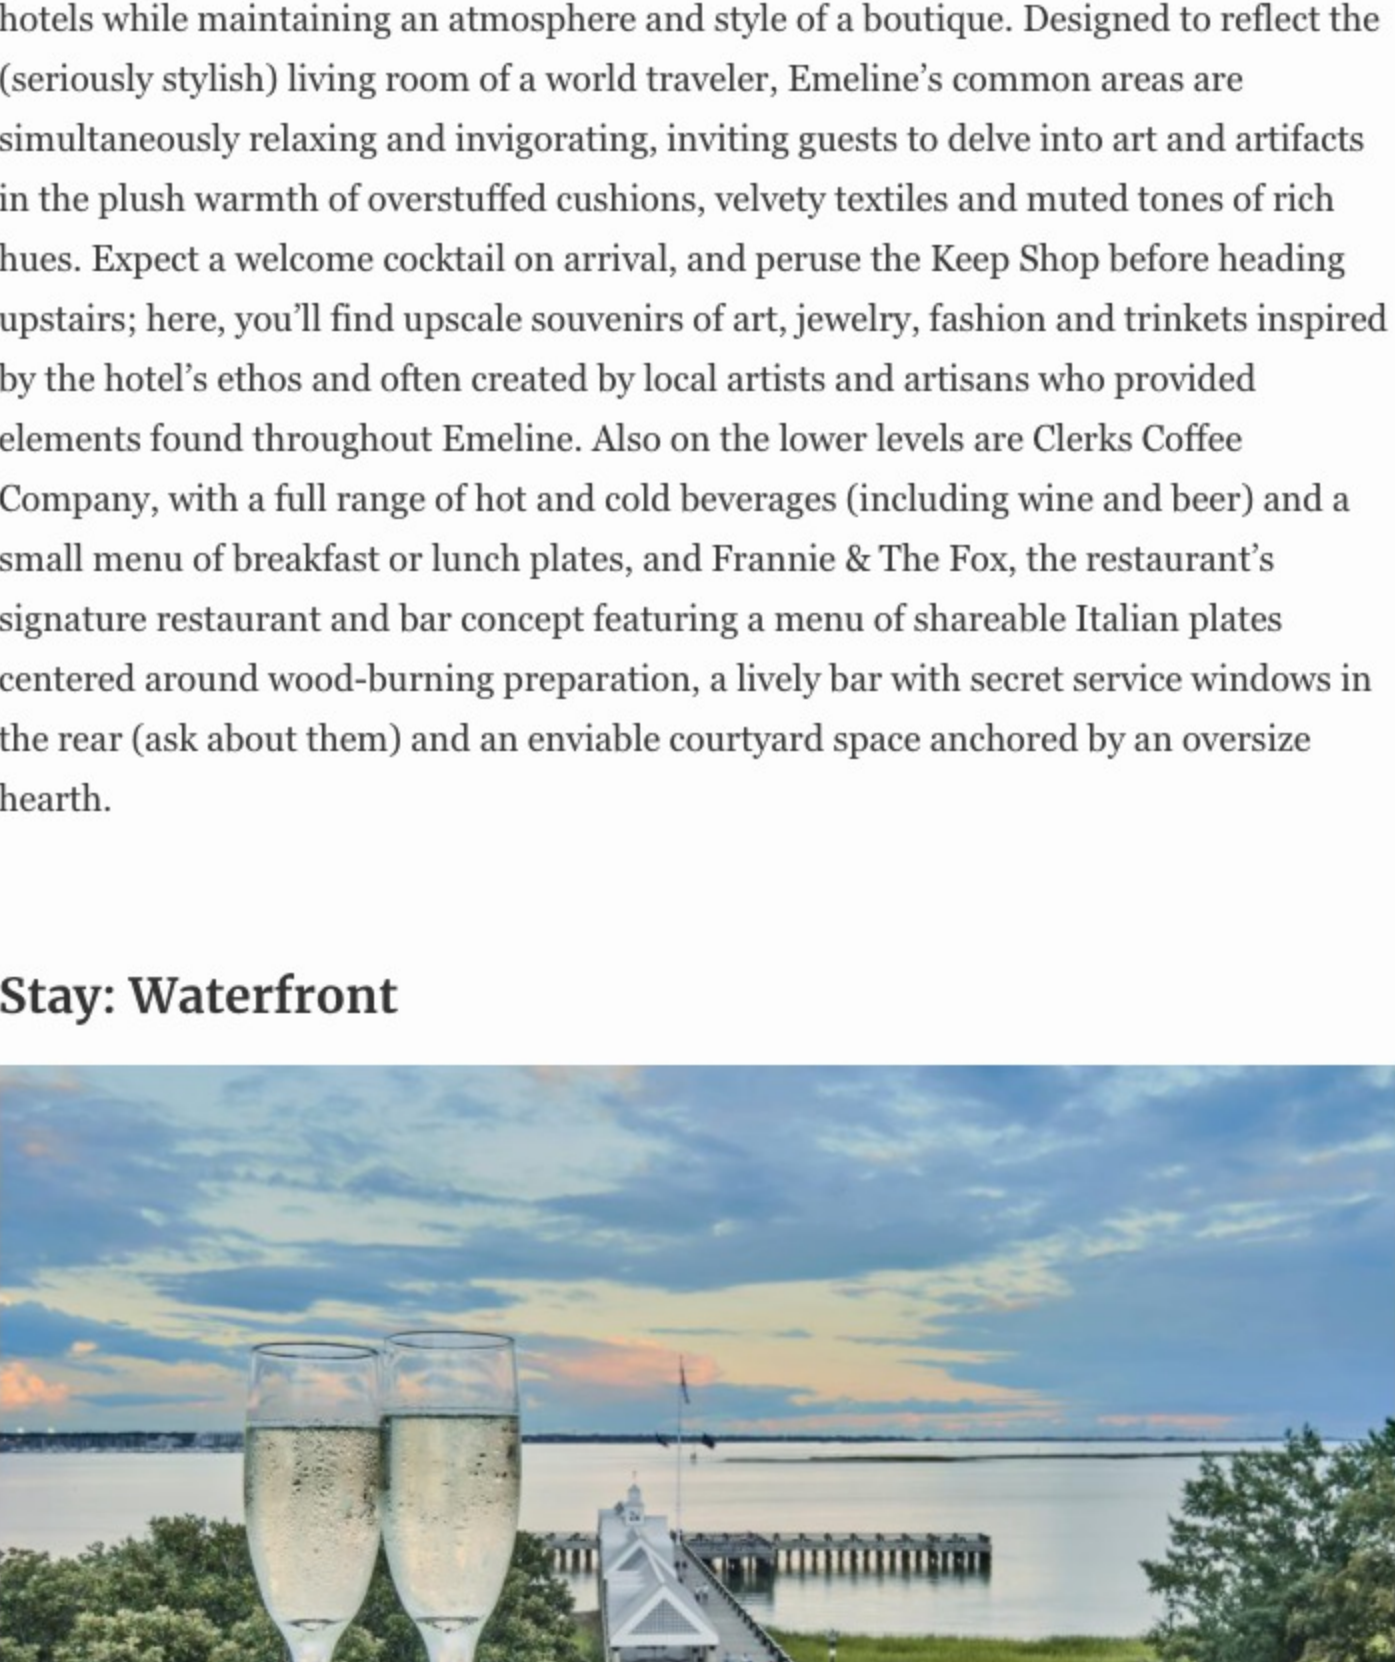 hotels while maintaining an atmosphere and style of a boutique. Designed to reflect the
(seriously stylish) living room of a world traveler, Emeline’s common areas are
simultaneously relaxing and invigorating, inviting guests to delve into art and artifacts
in the plush warmth of overstuffed cushions, velvety textiles and muted tones of rich
hues. Expect a welcome cocktail on arrival, and peruse the Keep Shop before heading
upstairs; here, you’ll find upscale souvenirs of art, jewelry, fashion and trinkets inspired
by the hotel’s ethos and often created by local artists and artisans who provided
elements found throughout Emeline. Also on the lower levels are Clerks Coffee
Company, with a full range of hot and cold beverages (including wine and beer) and a
small menu of breakfast or lunch plates, and Frannie & The Fox, the restaurant’s
signature restaurant and bar concept featuring a menu of shareable Italian plates
centered around wood-burning preparation, a lively bar with secret service windows in
the rear (ask about them) and an enviable courtyard space anchored by an oversize
hearth.
Stay: Waterfront